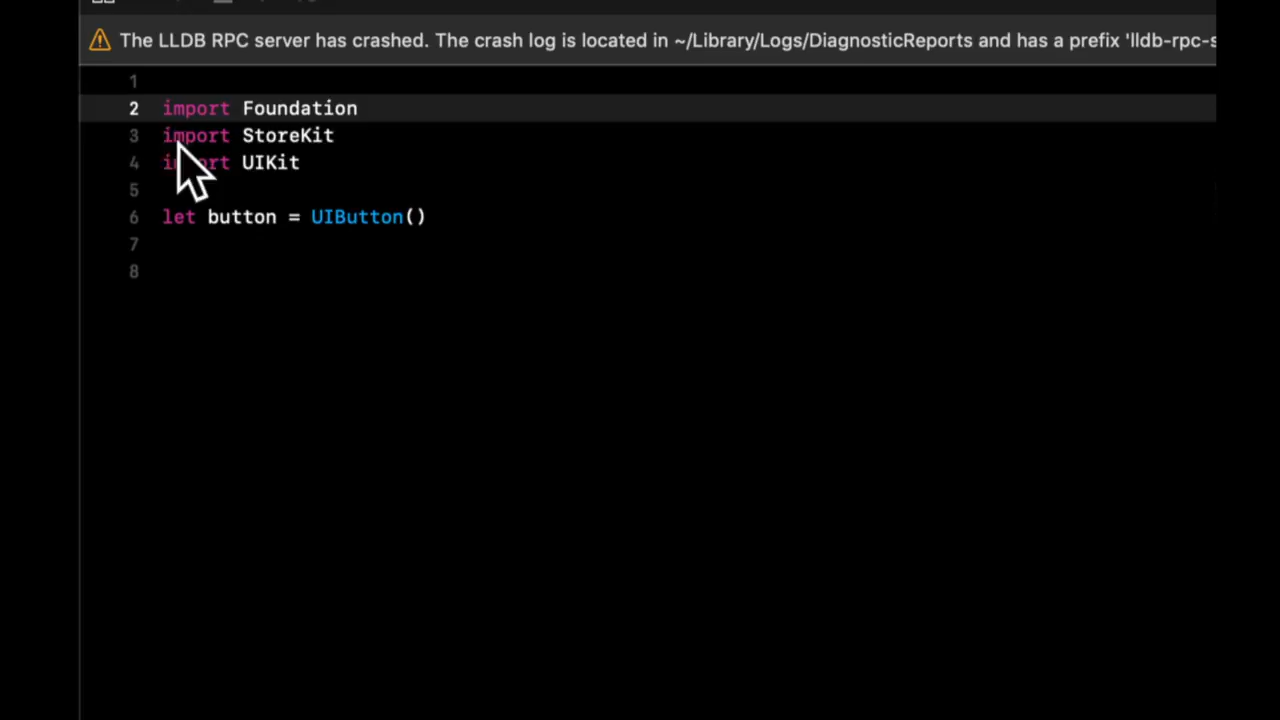 The LLDB RPC server has crashed. The crash log is located in ~/Library/Logs/DiagnosticReports and has a prefix 'lldb-rpc-s
1
2 import Foundation
3 import StoreKit
4 import UIKit
5
6 let button = UIButton()
7
8